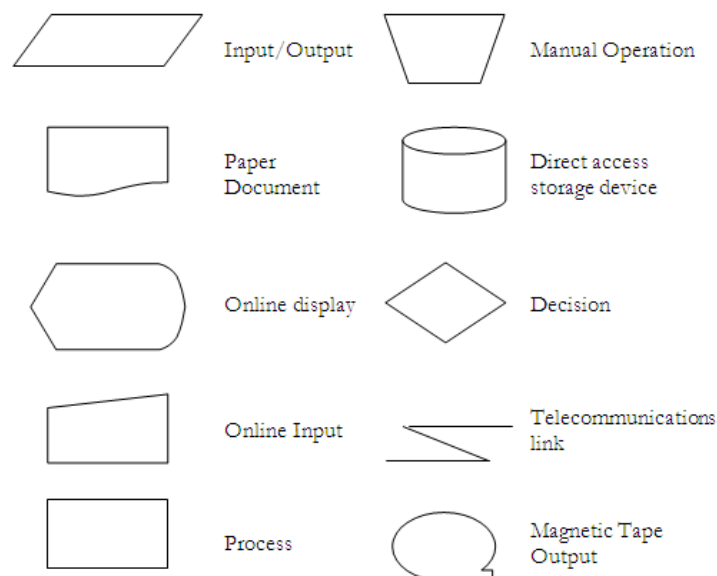 Input/Output
Manual Operation
Paper
Document
Direct access
storage device
Online display
Decision
Online Input
Telecommunications
link
Process
Magnetic Tape
Output